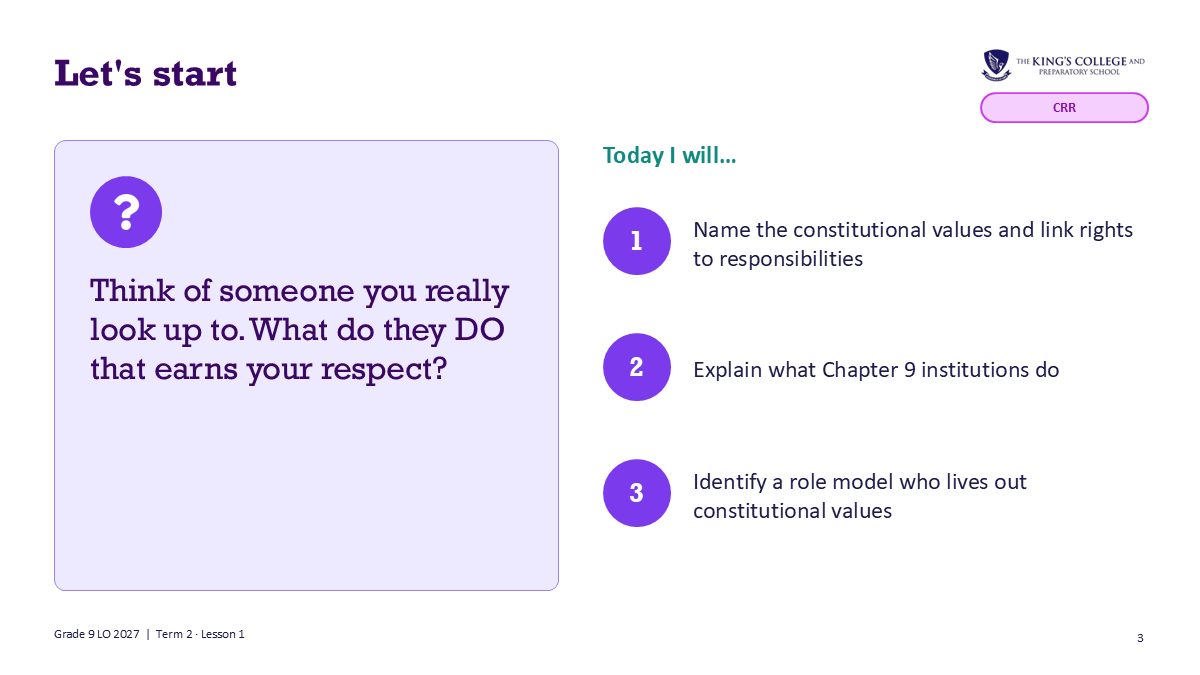 Let's start
THE KING'S COLLEGE AND
PREPARATORY SCHOOL
CRR
?
Think of someone you really
look up to. What do they DO
that earns your respect?
Today I will...
1
Name the constitutional values and link rights
to responsibilities
2
Explain what Chapter 9 institutions do
3
Identify a role model who lives out
constitutional values
Grade 9 LO 2027 | Term 2 · Lesson 1
3